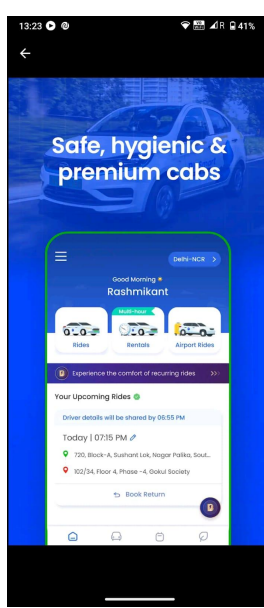 13:23
R 41%
Safe, hygienic &
premium cabs
Delhi-NCR >
Good Morning
Rashmikant
Multi-hour
Rides Rentals Airport Rides
Experience the comfort of recurring rides >>>
Your Upcoming Rides
Driver details will be shared by 06:55 PM
Today | 07:15 PM
720, Block-A, Sushant Lok, Nagar Palika, Sout...
102/34, Floor 4, Phase -4, Gokul Society
Book Return